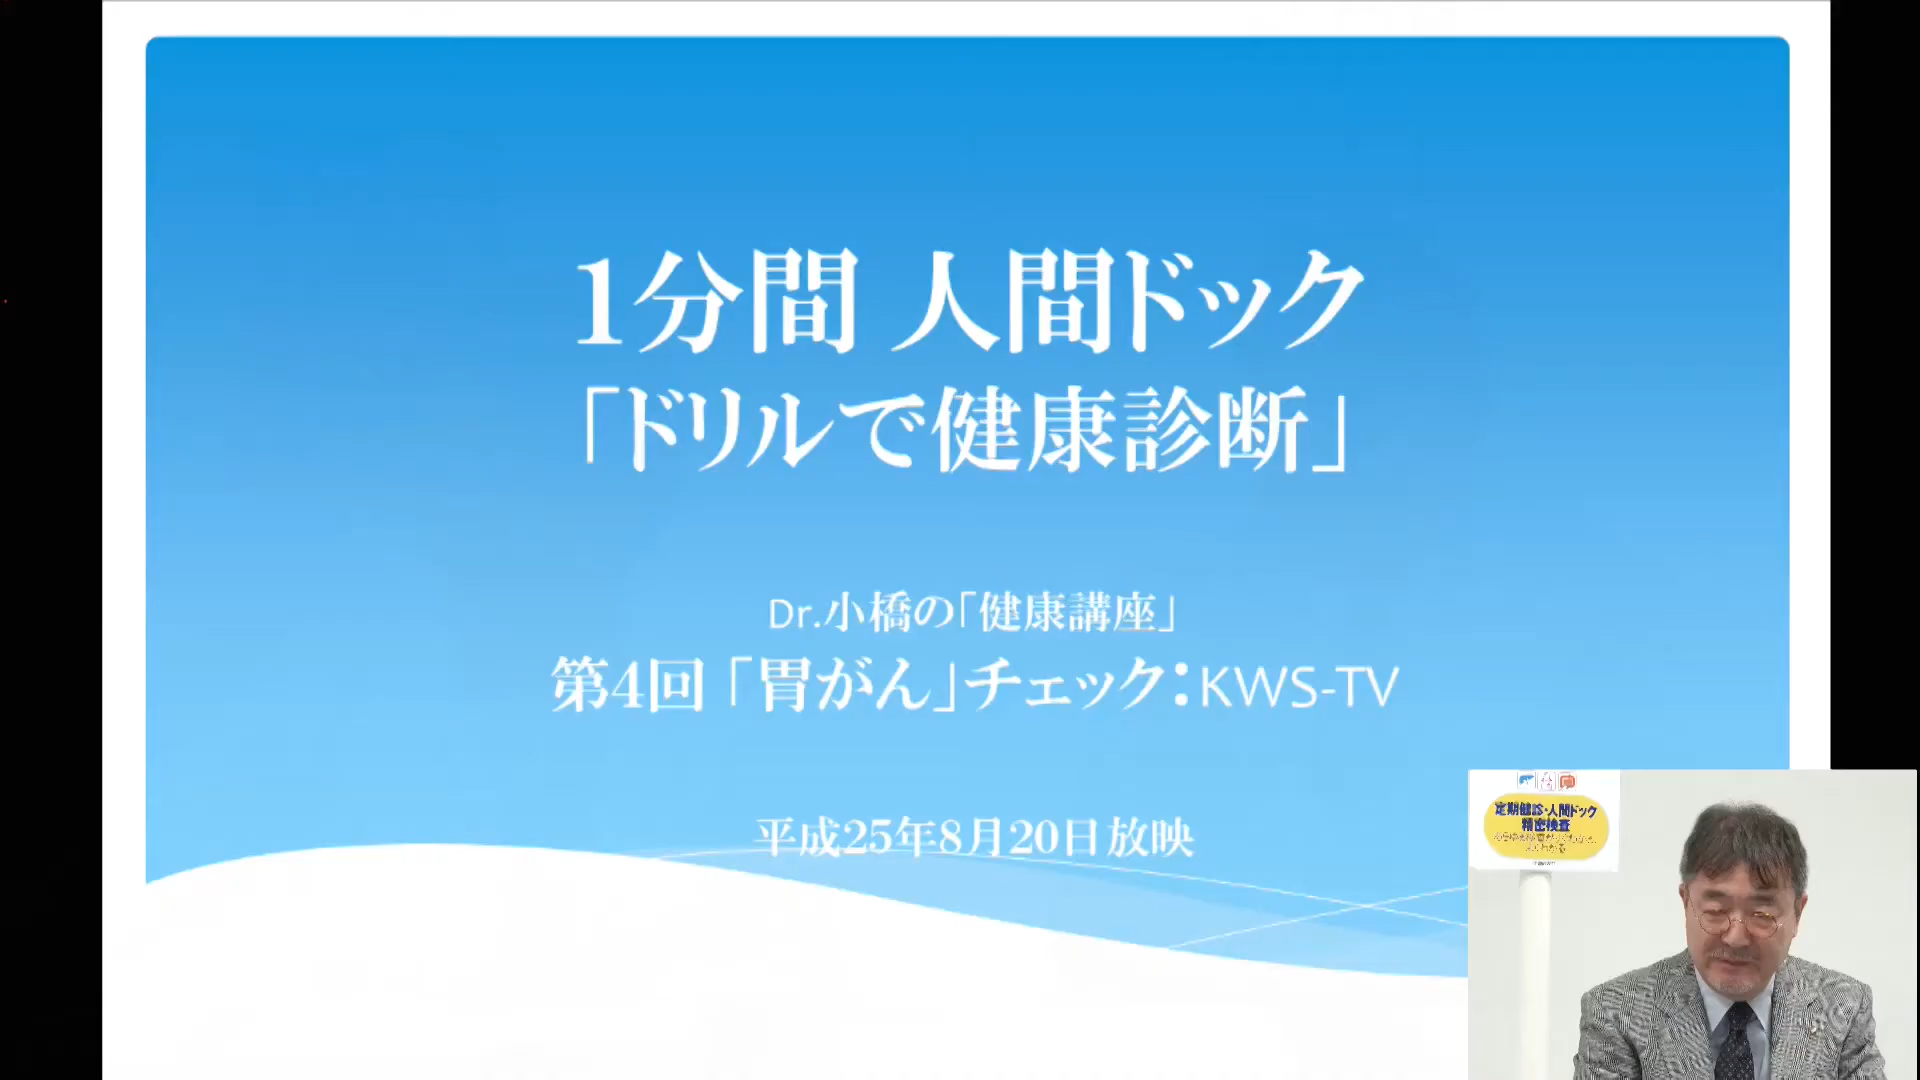 1分間 人間ドック
「ドリルで健康診断」
Dr.小橋の「健康講座」
第4回 「胃がん」チェック：KWS-TV
平成25年8月20日放映
定期健診・人間ドック
精密検査